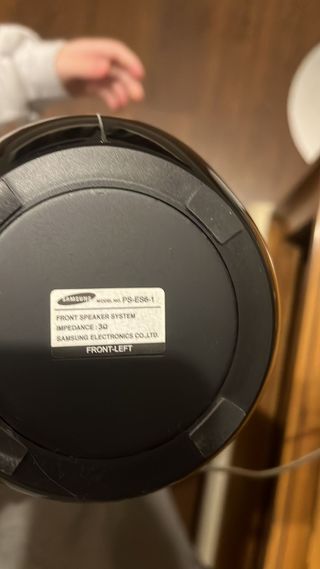 SAMSUNG MODEL NO. PS-ES6-1
FRONT SPEAKER SYSTEM
IMPEDANCE : 3Ω
SAMSUNG ELECTRONICS CO.,LTD.
FRONT-LEFT